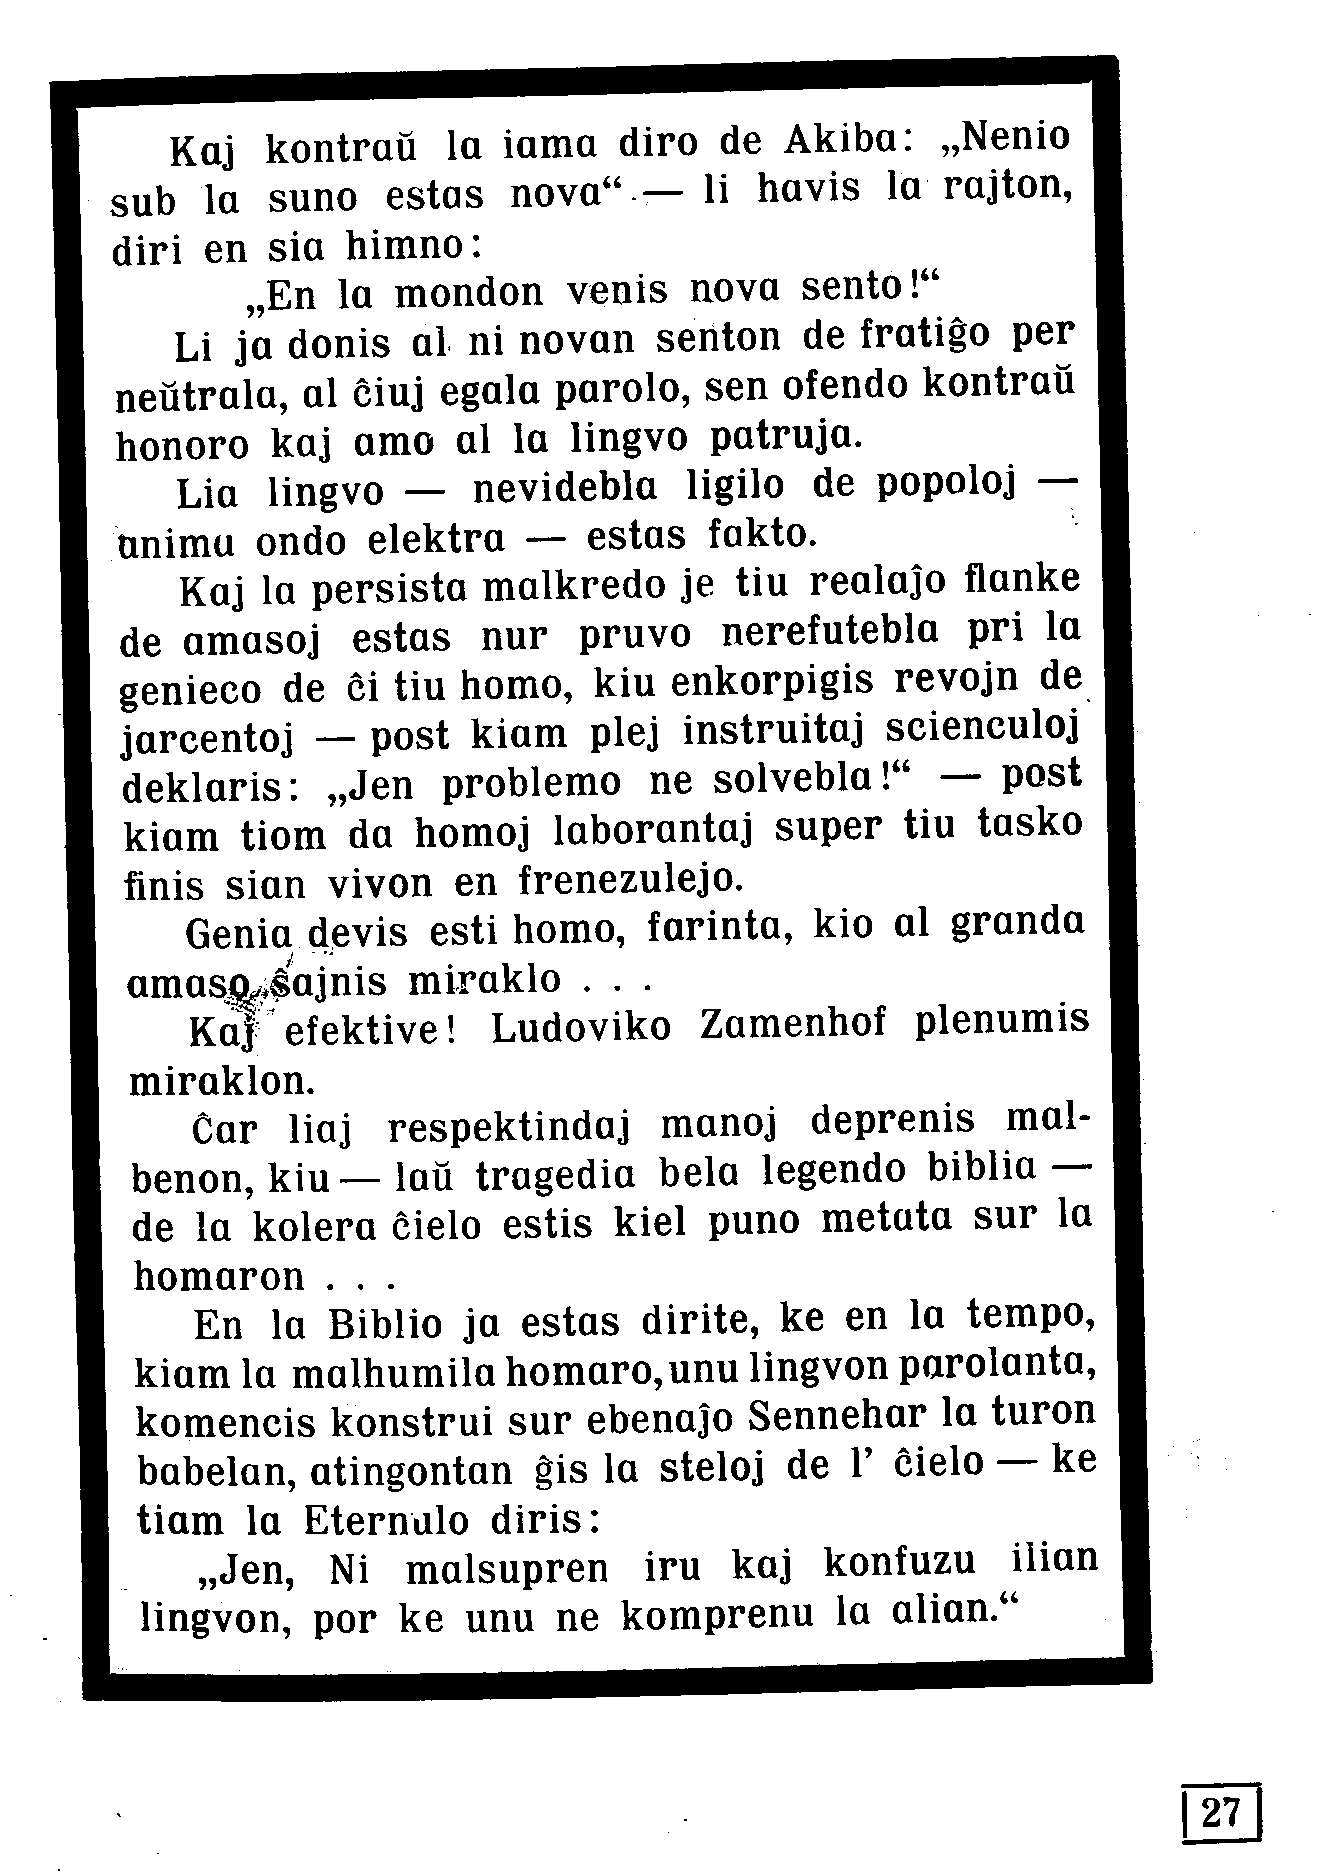 Kaj kontraŭ la iama diro de Akiba: „Nenio
sub la suno estas nova“ — li havis la rajton,
diri en sia himno:
„En la mondon venis nova sento!“
Li ja donis al ni novan senton de fratiĝo per
neŭtrala, al ĉiuj egala parolo, sen ofendo kontraŭ
honoro kaj amo al la lingvo patruja.
Lia lingvo — nevidebla ligilo de popoloj —
anima ondo elektra — estas fakto.
Kaj la persista malkredo je tiu realaĵo flanke
de amasoj estas nur pruvo nerefutebla pri la
genieco de ĉi tiu homo, kiu enkorpigis revojn de
jarcentoj — post kiam plej instruitaj scienculoj
deklaris: „Jen problemo ne solvebla!“ — post
kiam tiom da homoj laborantaj super tiu tasko
finis sian vivon en frenezulejo.
Genia devis esti homo, farinta, kio al granda
amaso ŝajnis miraklo . . .
Kaj efektive! Ludoviko Zamenhof plenumis
miraklon.
Ĉar liaj respektindaj manoj deprenis mal-
benon, kiu — laŭ tragedia bela legendo biblia —
de la kolera ĉielo estis kiel puno metata sur la
homaron . . .
En la Biblio ja estas dirite, ke en la tempo,
kiam la malhumila homaro, unu lingvon parolanta,
komencis konstrui sur ebenaĵo Sennehar la turon
babelan, atingontan ĝis la steloj de l’ ĉielo — ke
tiam la Eternulo diris:
„Jen, Ni malsupren iru kaj konfuzu ilian
lingvon, por ke unu ne komprenu la alian.“
27